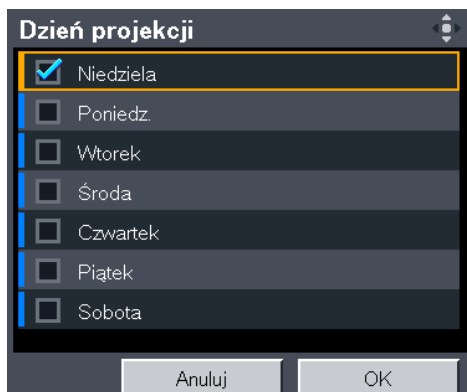 Dzień projekcji
Niedziela
Poniedz.
Wtorek
Środa
Czwartek
Piątek
Sobota
Anuluj OK